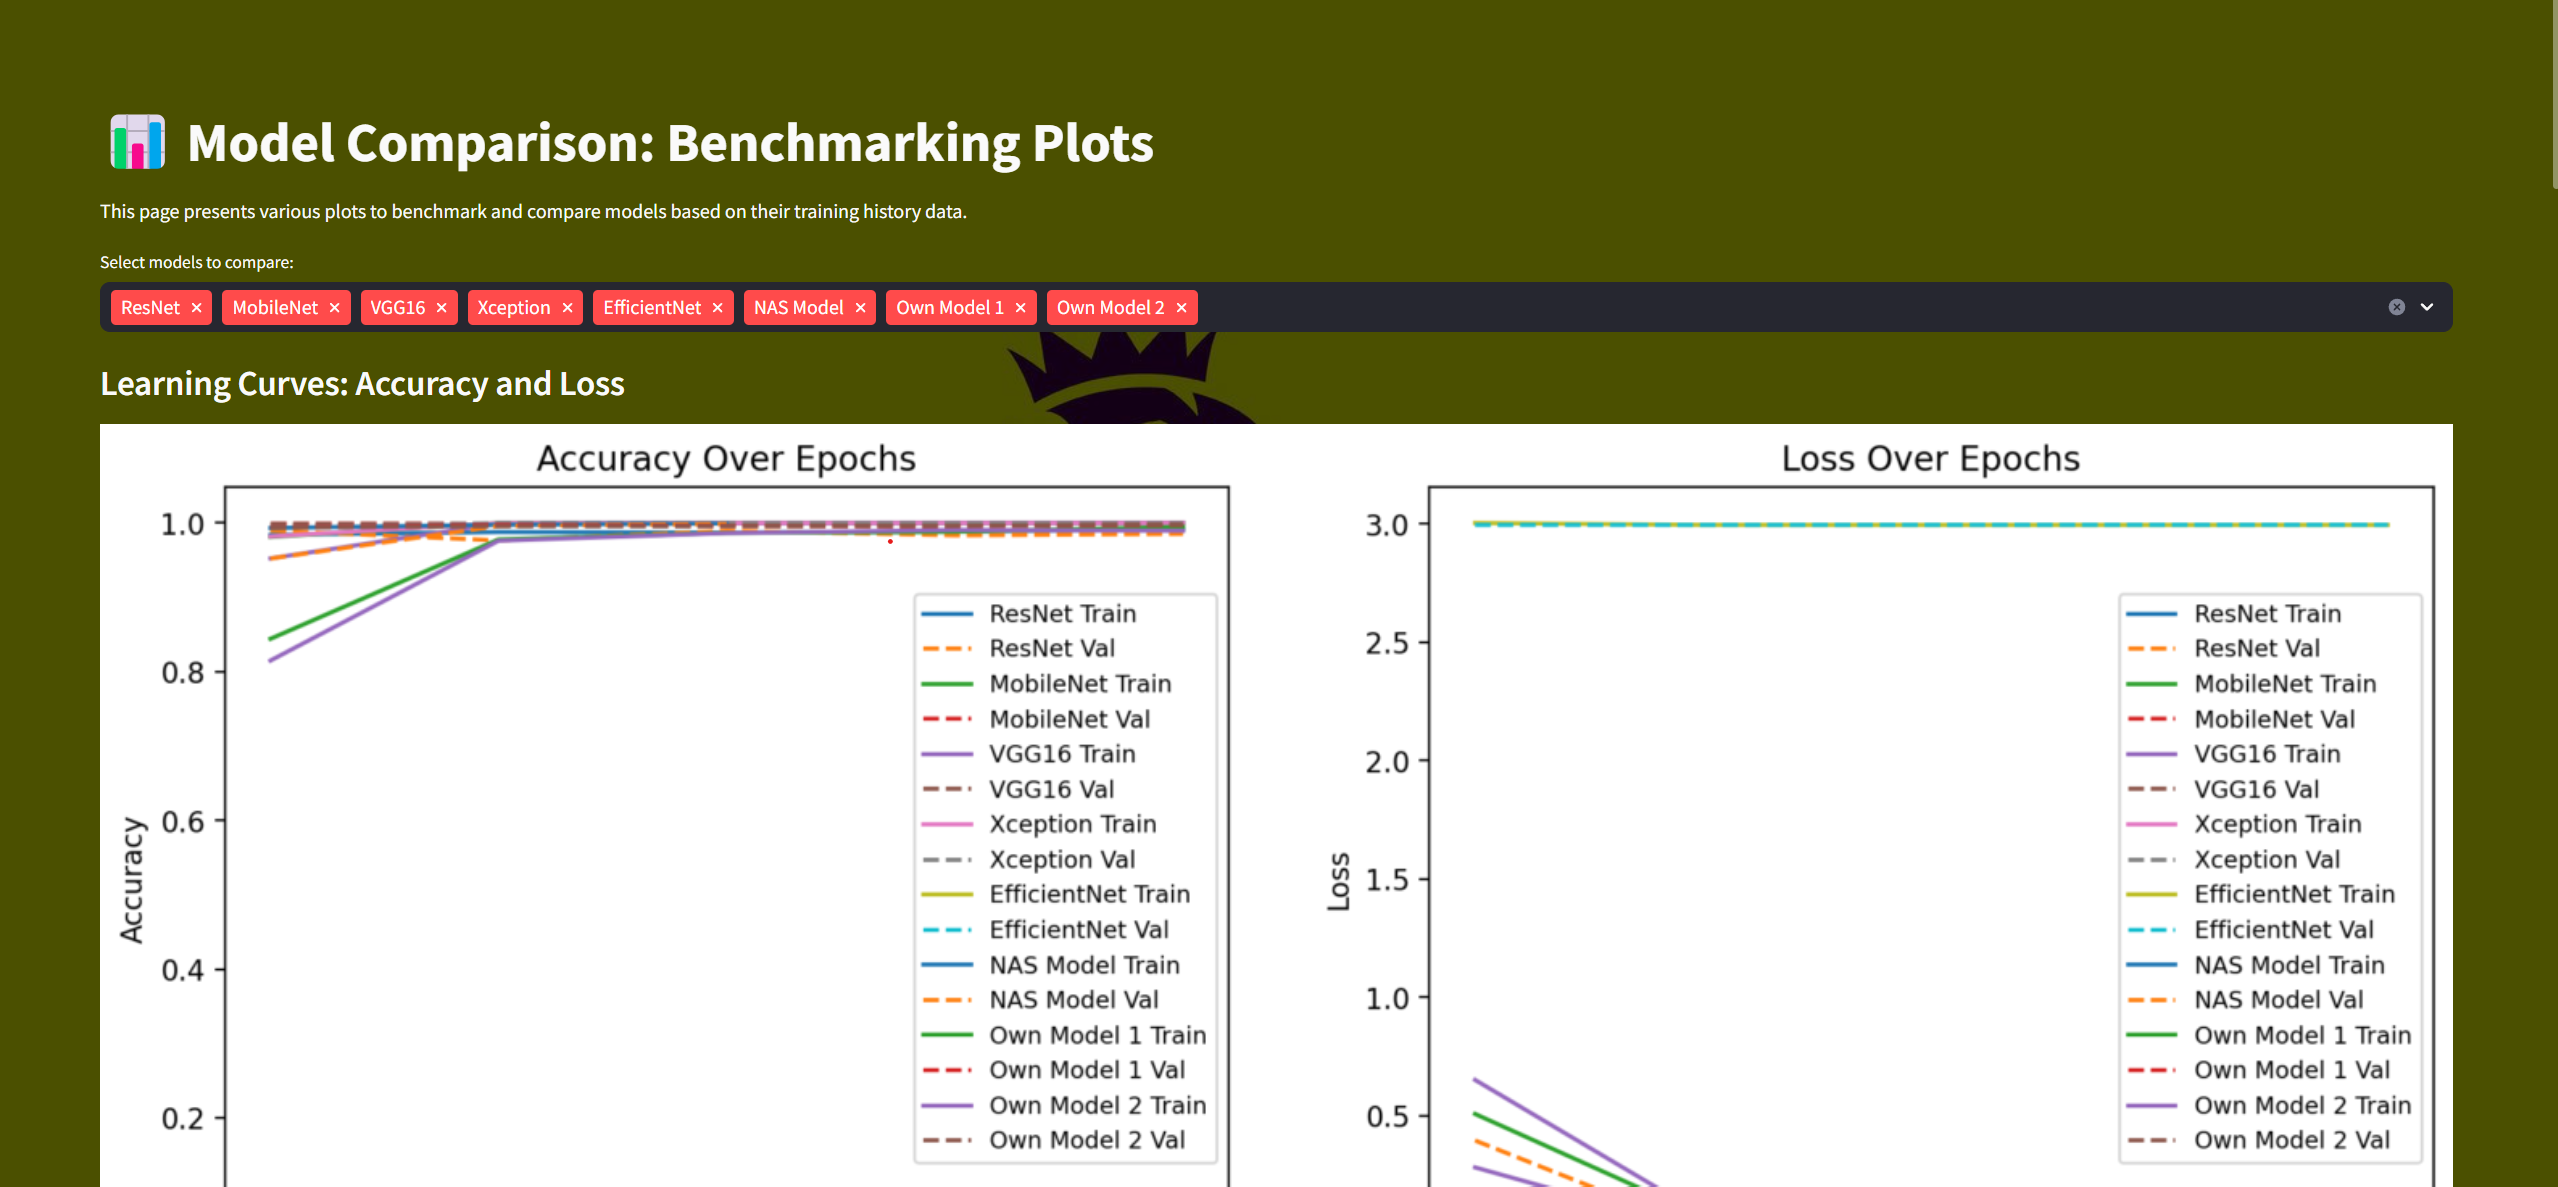 Model Comparison: Benchmarking Plots
This page presents various plots to benchmark and compare models based on their training history data.
Select models to compare:
ResNet × MobileNet × VGG16 × Xception × EfficientNet × NAS Model × Own Model 1 × Own Model 2 ×
Learning Curves: Accuracy and Loss
Accuracy Over Epochs
1.0
0.8
0.6
0.4
0.2
Accuracy
ResNet Train
ResNet Val
MobileNet Train
MobileNet Val
VGG16 Train
VGG16 Val
Xception Train
Xception Val
EfficientNet Train
EfficientNet Val
NAS Model Train
NAS Model Val
Own Model 1 Train
Own Model 1 Val
Own Model 2 Train
Own Model 2 Val
Loss Over Epochs
3.0
2.5
2.0
1.5
1.0
0.5
Loss
ResNet Train
ResNet Val
MobileNet Train
MobileNet Val
VGG16 Train
VGG16 Val
Xception Train
Xception Val
EfficientNet Train
EfficientNet Val
NAS Model Train
NAS Model Val
Own Model 1 Train
Own Model 1 Val
Own Model 2 Train
Own Model 2 Val